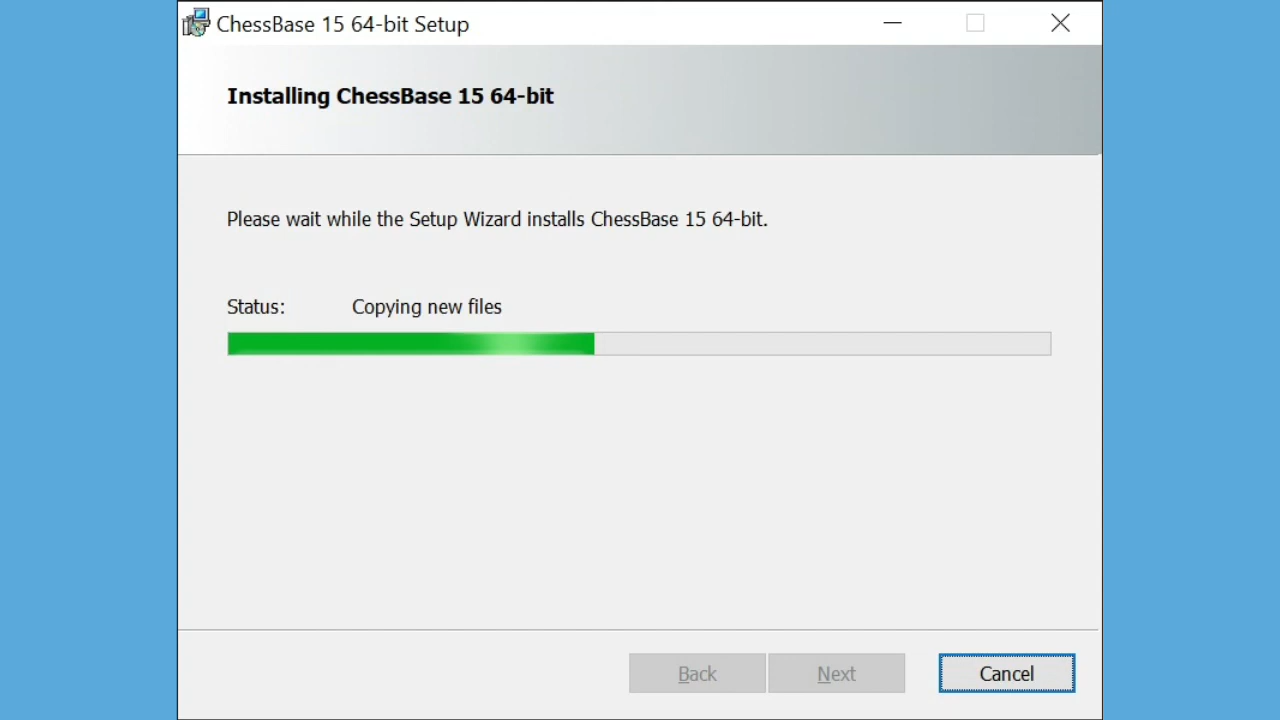 ChessBase 15 64-bit Setup
Installing ChessBase 15 64-bit
Please wait while the Setup Wizard installs ChessBase 15 64-bit.
Status: Copying new files
Back Next Cancel